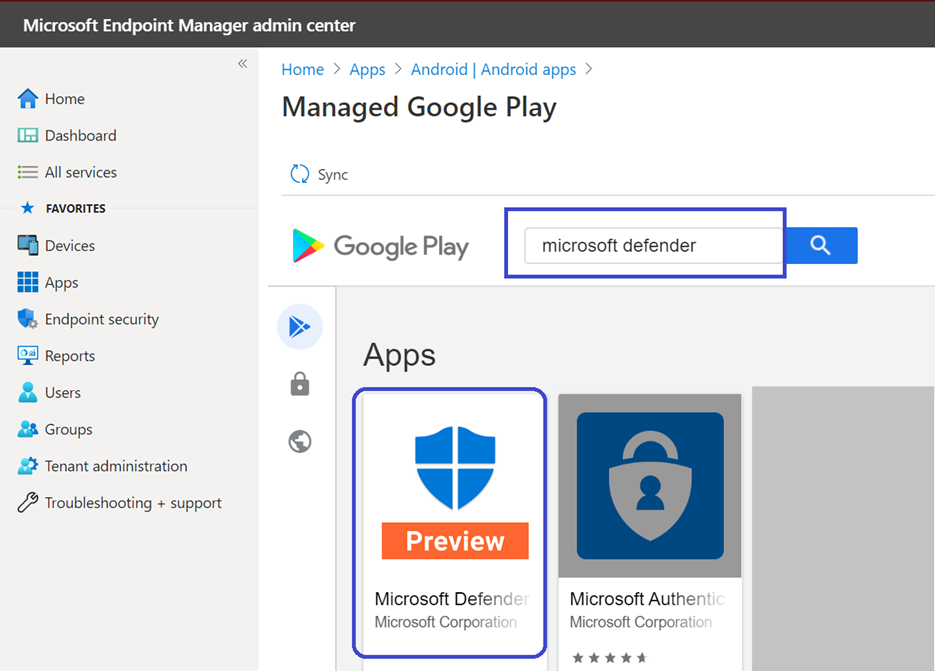 Microsoft Endpoint Manager admin center
«
Home
Dashboard
All services
FAVORITES
Devices
Apps
Endpoint security
Reports
Users
Groups
Tenant administration
Troubleshooting + support
Home > Apps > Android | Android apps >
Managed Google Play
Sync
Google Play
microsoft defender
Apps
Preview
Microsoft Defender
Microsoft Corporation
Microsoft Authentic
Microsoft Corporation